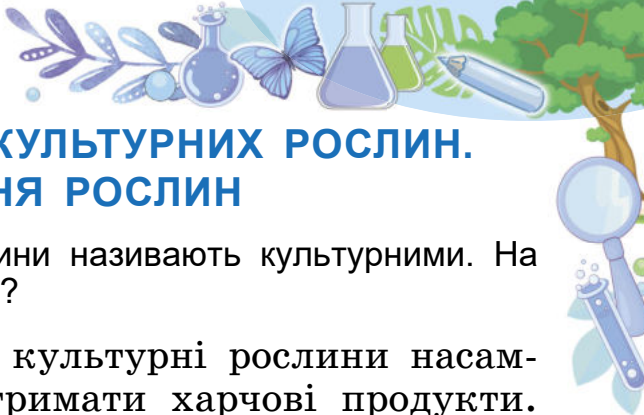 КУЛЬТУРНИХ РОСЛИН.
НЯ РОСЛИН
ини називають культурними. На
?
культурні рослини насам-
тримати харчові продукти.